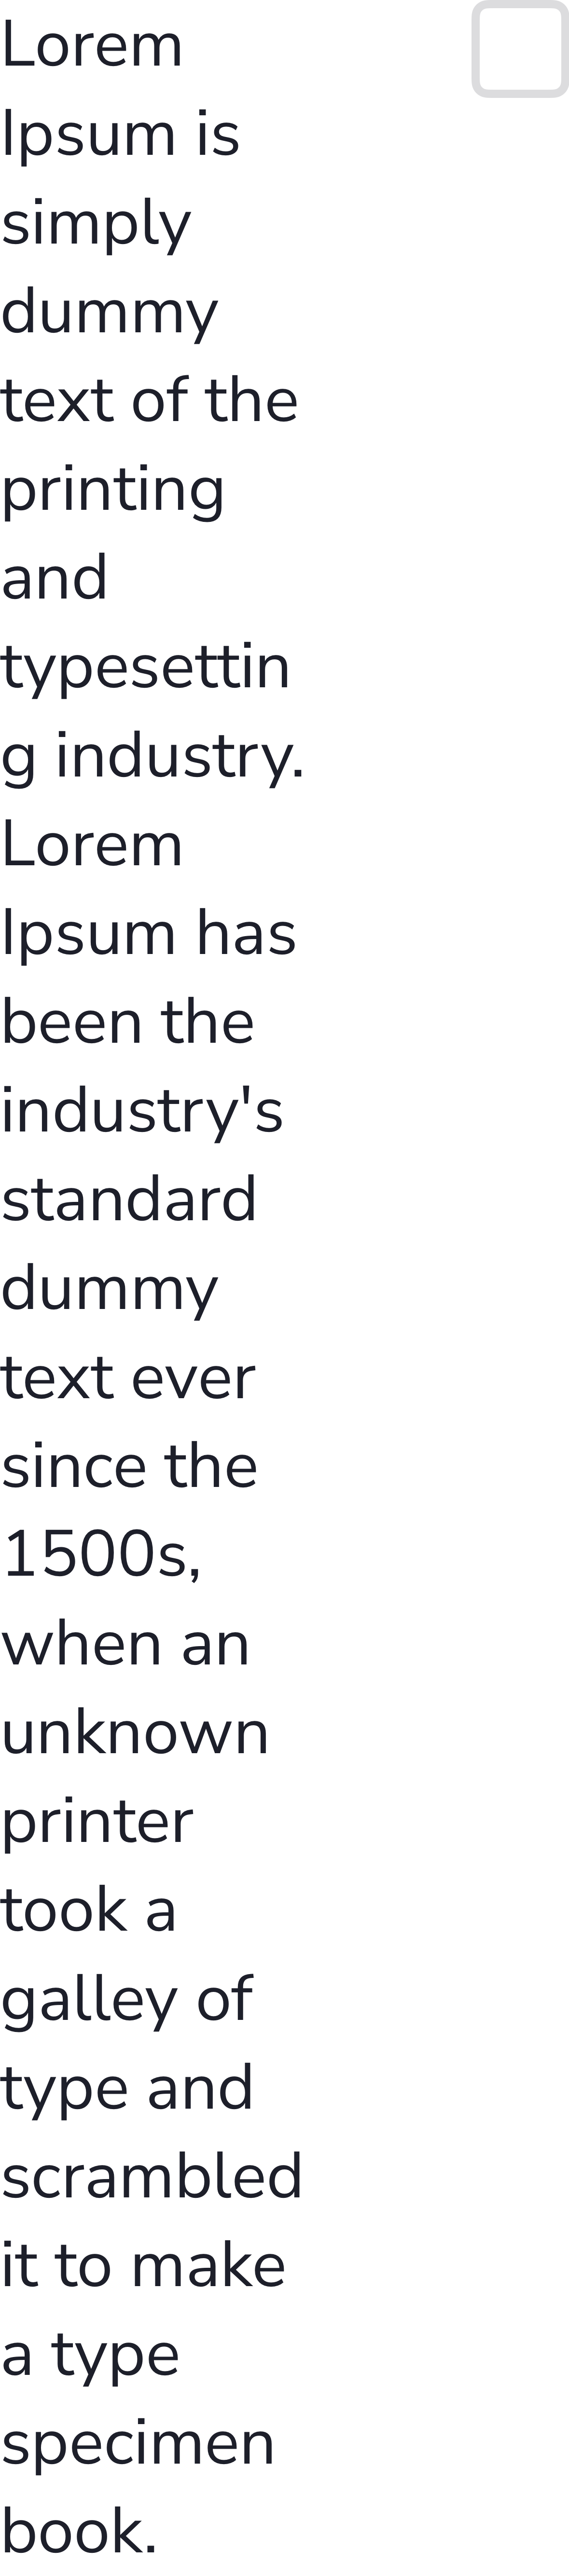 Lorem
Ipsum is
simply
dummy
text of the
printing
and
typesettin
g industry.
Lorem
Ipsum has
been the
industry's
standard
dummy
text ever
since the
1500s,
when an
unknown
printer
took a
galley of
type and
scrambled
it to make
a type
specimen
book.